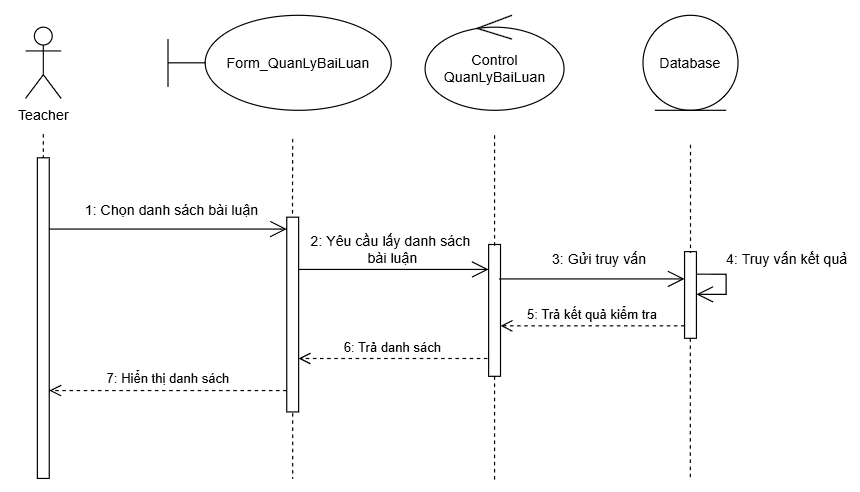 Form_QuanLyBaiLuan
Control
QuanLyBaiLuan
Database
Teacher
1: Chọn danh sách bài luận
2: Yêu cầu lấy danh sách
bài luận
3: Gửi truy vấn
4: Truy vấn kết quả
5: Trả kết quả kiểm tra
6: Trả danh sách
7: Hiển thị danh sách